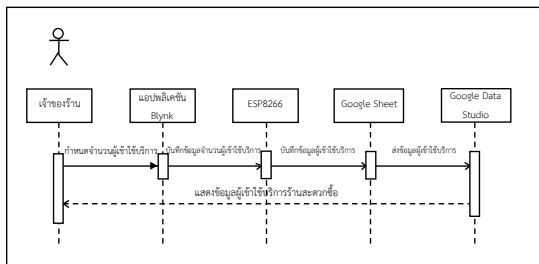 เจ้าของร้าน
แอปพลิเคชัน
Blynk
ESP8266
Google Sheet
Google Data
Studio
กำหนดจำนวนผู้เข้าใช้บริการ
บันทึกข้อมูลจำนวนผู้เข้าใช้บริการ
บันทึกข้อมูลผู้เข้าใช้บริการ
ส่งข้อมูลผู้เข้าใช้บริการ
แสดงข้อมูลผู้เข้าใช้บริการร้านสะดวกซื้อ